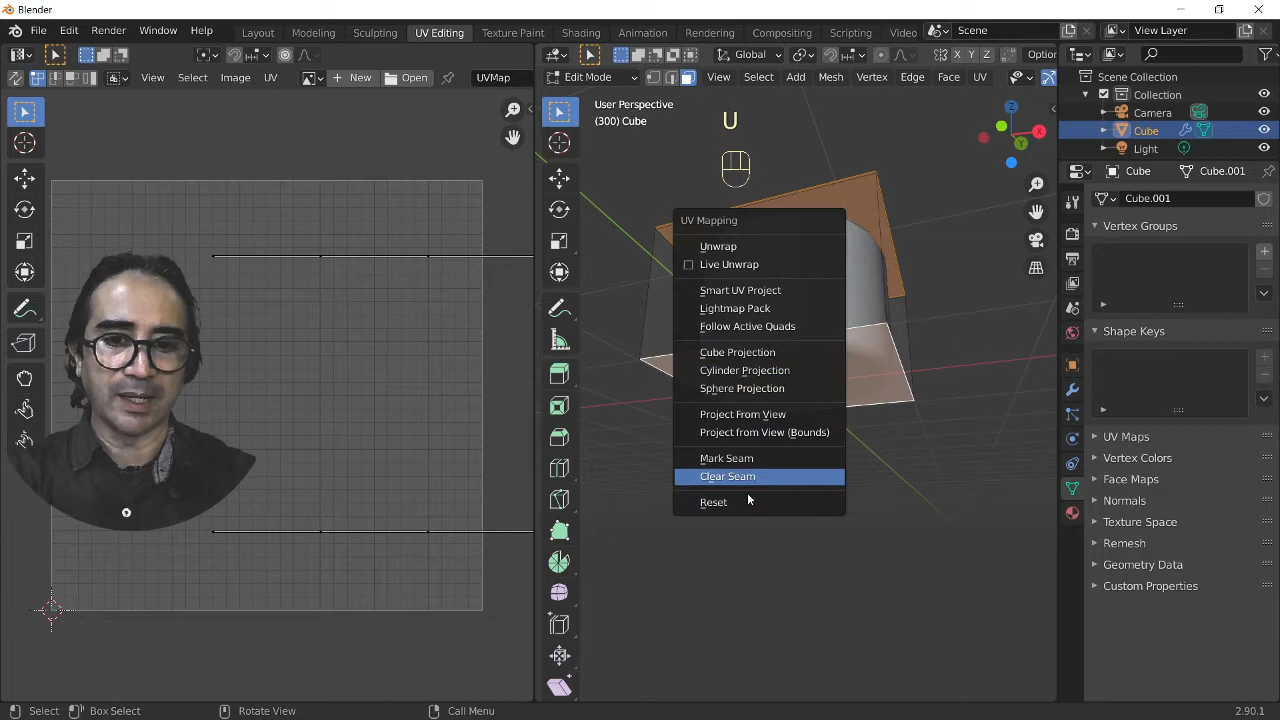 Blender
File Edit Render Window Help Layout Modeling Sculpting UV Editing Texture Paint Shading Animation Rendering Compositing Video Scene View Layer
Global Optior
View Select Image UV New Open UVMap Edit Mode View Select Add Mesh Vertex Edge Face UV
Scene Collection
Collection
Camera
Cube
Light
User Perspective
(300) Cube
U
Z
X
Y
UV Mapping
Unwrap
Live Unwrap
Smart UV Project
Lightmap Pack
Follow Active Quads
Cube Projection
Cylinder Projection
Sphere Projection
Project From View
Project from View (Bounds)
Mark Seam
Clear Seam
Reset
Cube Cube.001
Cube.001
Vertex Groups
Shape Keys
UV Maps
Vertex Colors
Face Maps
Normals
Texture Space
Remesh
Geometry Data
Custom Properties
Select Box Select Rotate View Call Menu 2.90.1